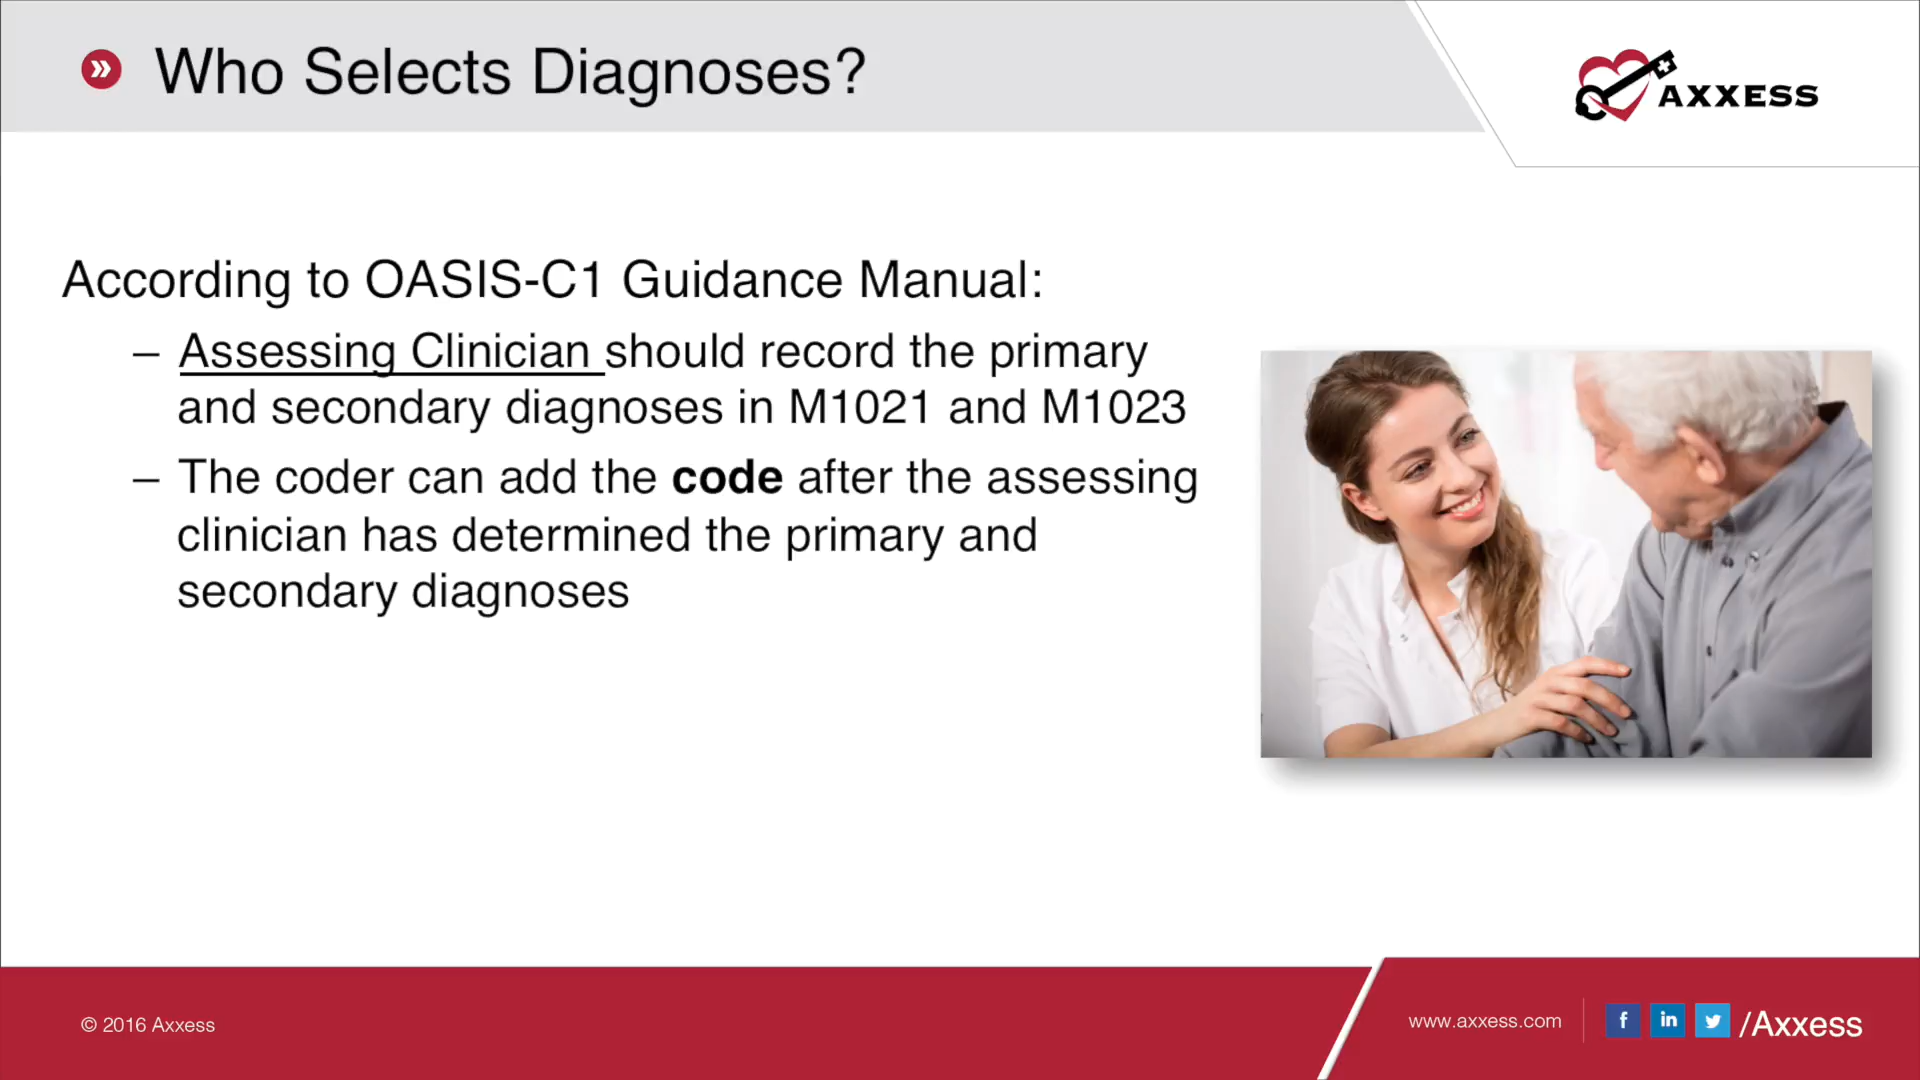 Who Selects Diagnoses?
AXXESS
According to OASIS-C1 Guidance Manual:
– Assessing Clinician should record the primary
and secondary diagnoses in M1021 and M1023
– The coder can add the code after the assessing
clinician has determined the primary and
secondary diagnoses
© 2016 Axxess
www.axxess.com
f in /Axxess